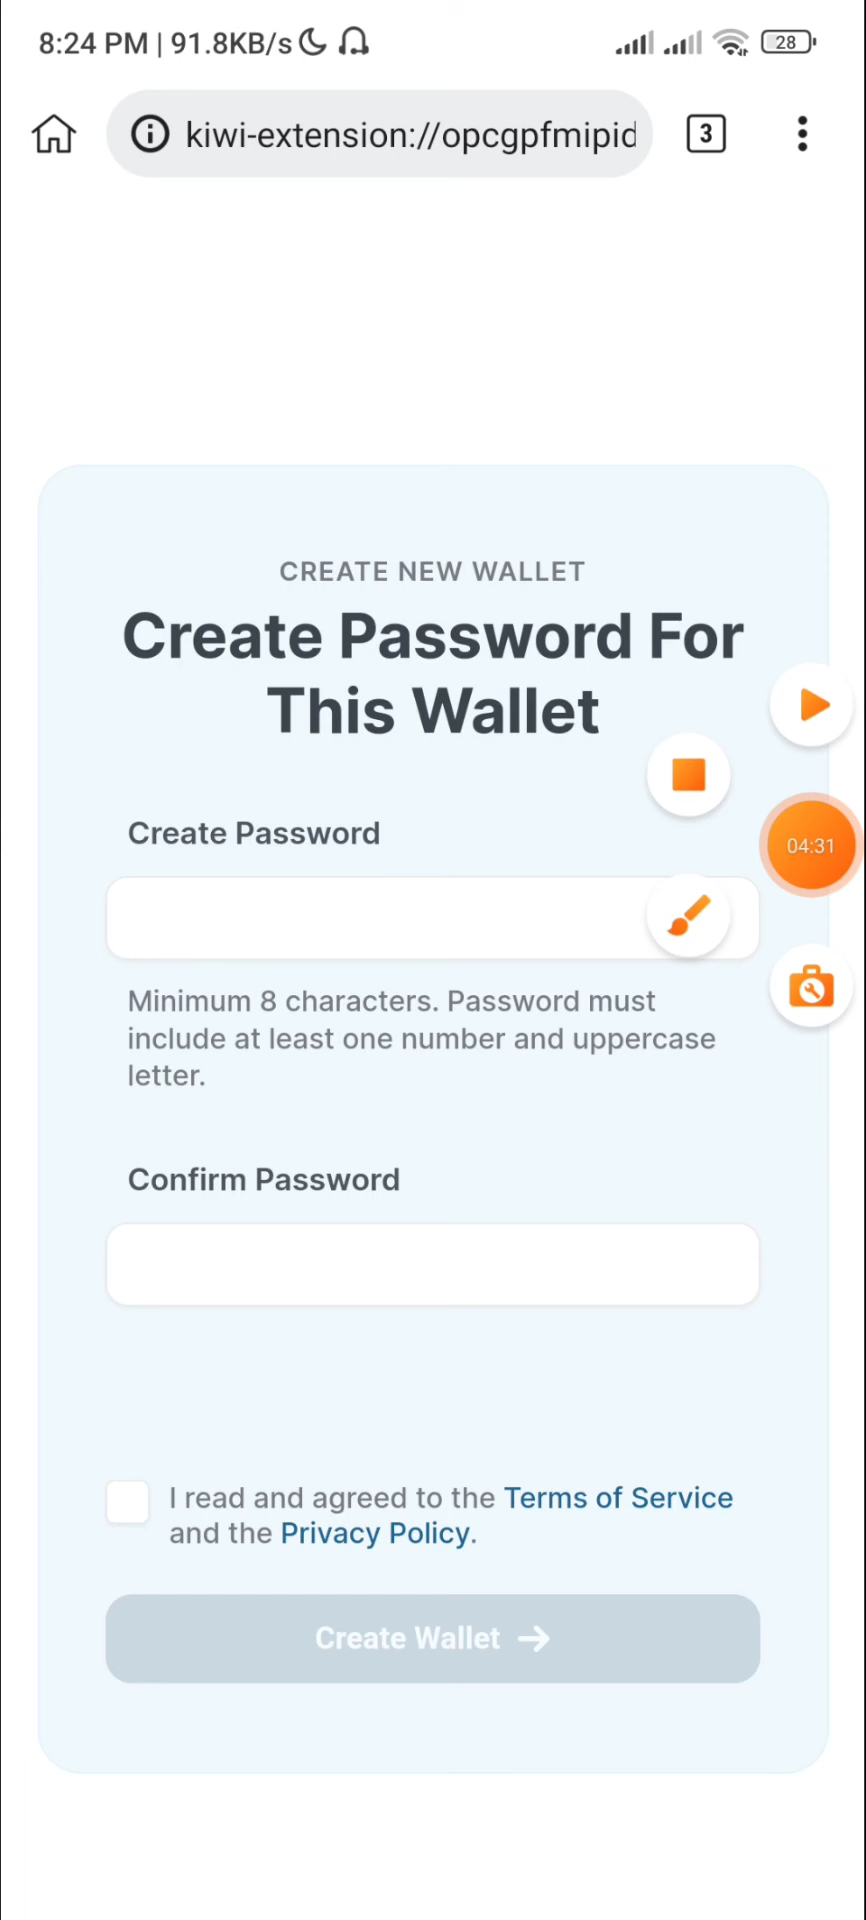 8:24 PM | 91.8KB/s
28
kiwi-extension://opcgpfmipid
3
CREATE NEW WALLET
Create Password For
This Wallet
Create Password
04:31
Minimum 8 characters. Password must
include at least one number and uppercase
letter.
Confirm Password
I read and agreed to the Terms of Service
and the Privacy Policy.
Create Wallet →